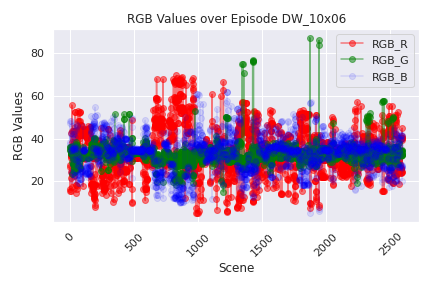 RGB Values over Episode DW_10x06
RGB_R
RGB_G
RGB_B
RGB Values
80
60
40
20
0
500
1000
1500
2000
2500
Scene